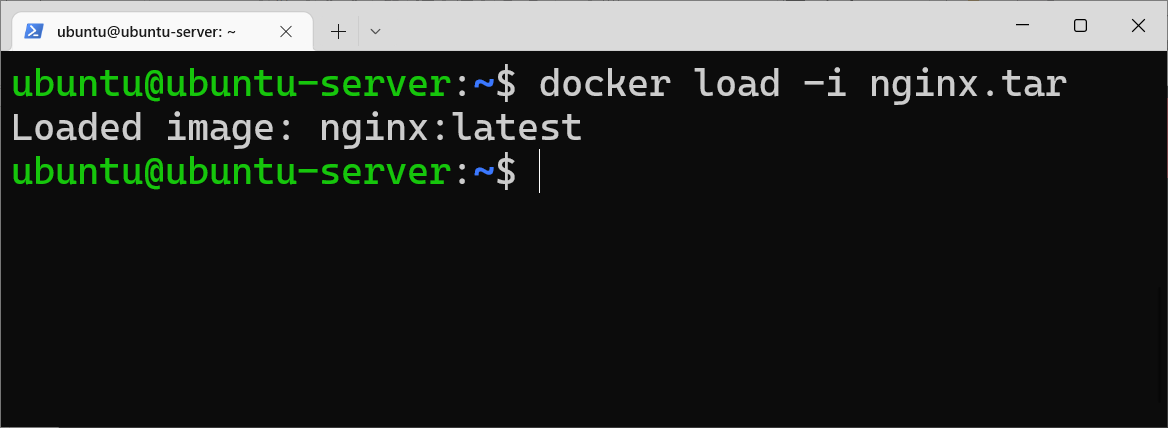 ubuntu@ubuntu-server: ~
ubuntu@ubuntu-server:~$ docker load -i nginx.tar
Loaded image: nginx:latest
ubuntu@ubuntu-server:~$